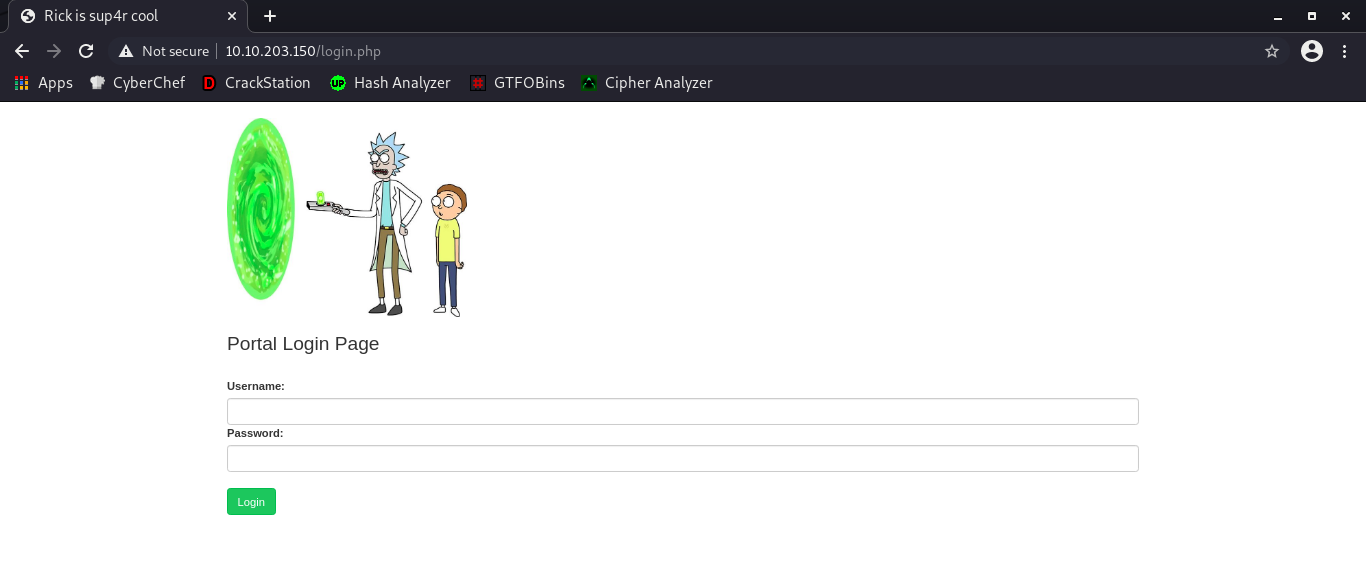 Rick is sup4r cool
Not secure 10.10.203.150/login.php
Apps CyberChef CrackStation Hash Analyzer GTFOBins Cipher Analyzer
Portal Login Page
Username:
Password:
Login